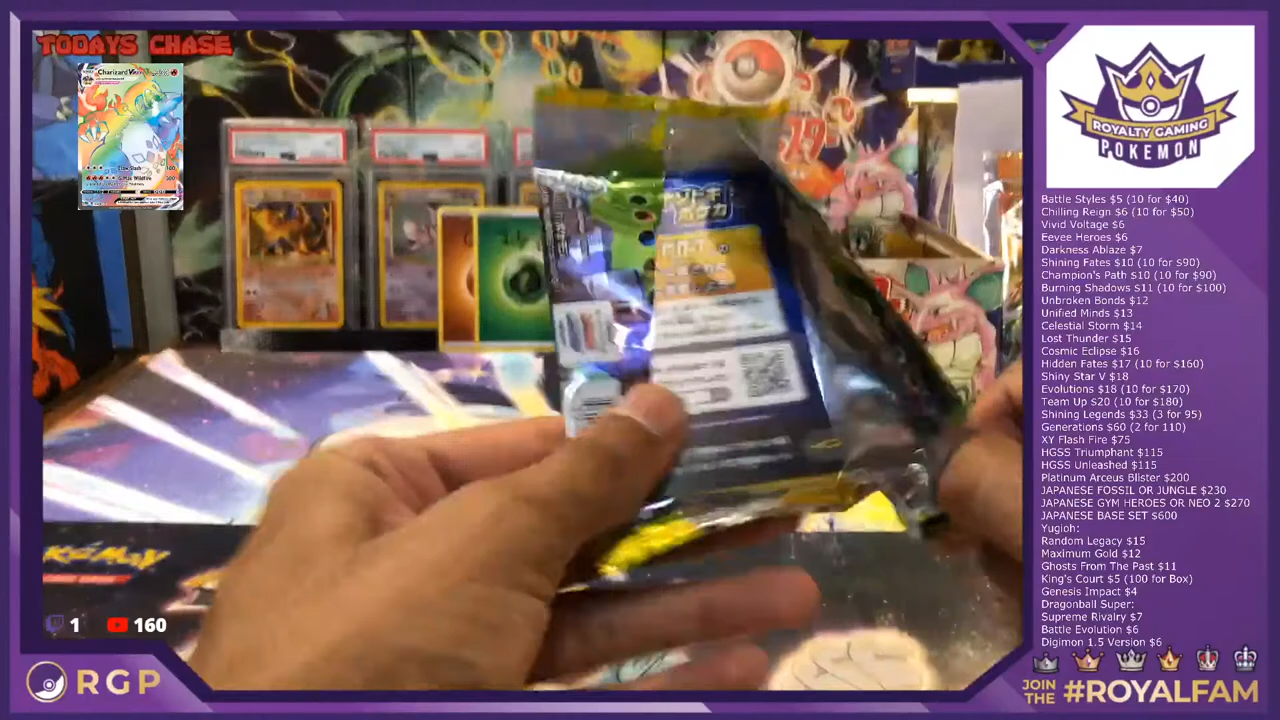 TODAYS CHASE
Charizard
Claw Slash 100
G-Max Wildfire 300
ROYALTY GAMING
POKEMON
Battle Styles $5 (10 for $40)
Chilling Reign $6 (10 for $50)
Vivid Voltage $6
Eevee Heroes $6
Darkness Ablaze $7
Shining Fates $10 (10 for $90)
Champion's Path $10 (10 for $90)
Burning Shadows $11 (10 for $100)
Unbroken Bonds $12
Unified Minds $13
Celestial Storm $14
Lost Thunder $15
Cosmic Eclipse $16
Hidden Fates $17 (10 for $160)
Shiny Star V $18
Evolutions $18 (10 for $170)
Team Up $20 (10 for $180)
Shining Legends $33 (3 for 95)
Generations $60 (2 for 110)
XY Flash Fire $75
HGSS Triumphant $115
HGSS Unleashed $115
Platinum Arceus Blister $200
JAPANESE FOSSIL OR JUNGLE $230
JAPANESE GYM HEROES OR NEO 2 $270
JAPANESE BASE SET $600
Yugioh:
Random Legacy $15
Maximum Gold $12
Ghosts From The Past $11
King's Court $5 (100 for Box)
Genesis Impact $4
Dragonball Super:
Supreme Rivalry $7
Battle Evolution $6
Digimon 1.5 Version $6
1
160
RGP
JOIN THE #ROYALFAM